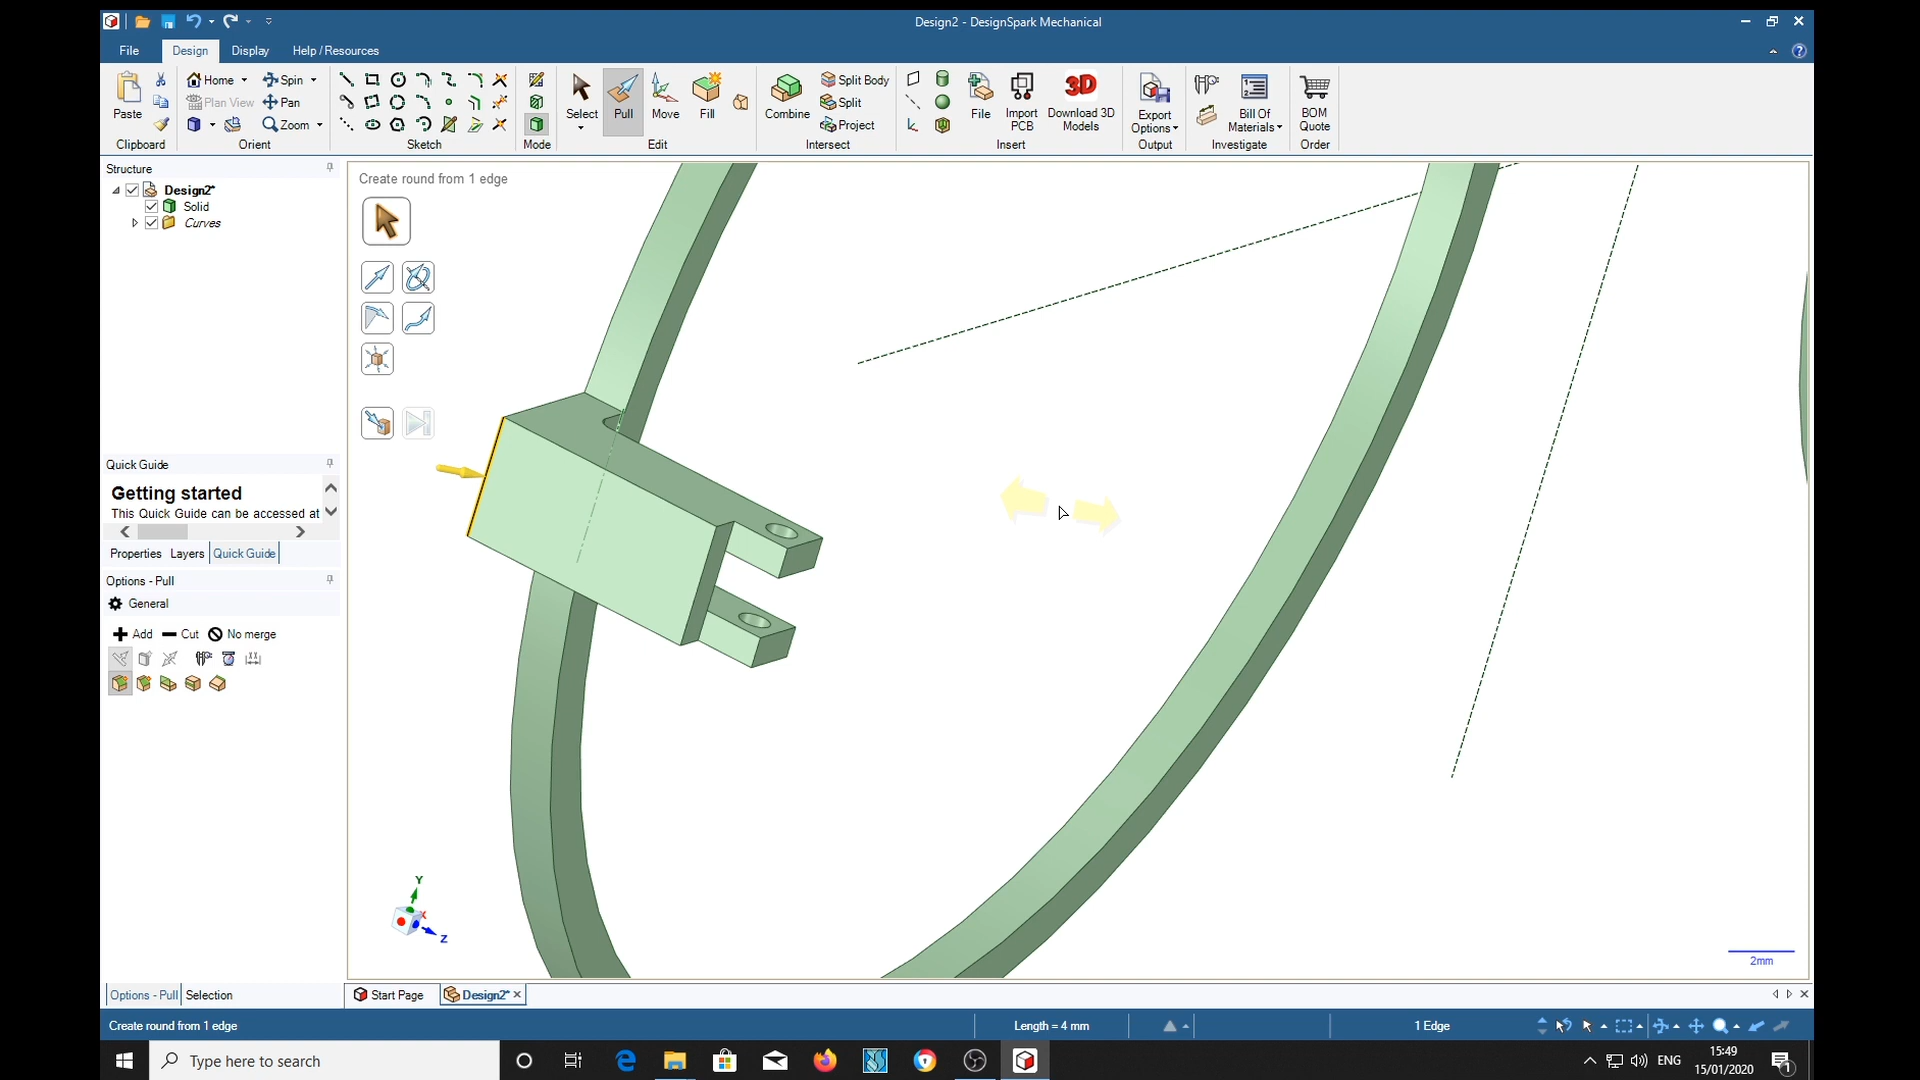 Design2 - DesignSpark Mechanical
File Design Display Help / Resources
Paste Home Spin Plan View Pan Zoom
Select Pull Move Fill Combine Split Body Split Project
File Import PCB Download 3D Models Export Options Bill Of Materials BOM Quote
3D
Clipboard Orient Sketch Mode Edit Intersect Insert Output Investigate Order
Structure
Design2*
Solid
Curves
Create round from 1 edge
Quick Guide
Getting started
This Quick Guide can be accessed at
Properties Layers Quick Guide
Options - Pull
General
Add Cut No merge
Y
X
Z
2mm
Options - Pull Selection
Start Page Design2*
Create round from 1 edge Length = 4 mm 1 Edge
Type here to search
ENG
15:49
15/01/2020
1